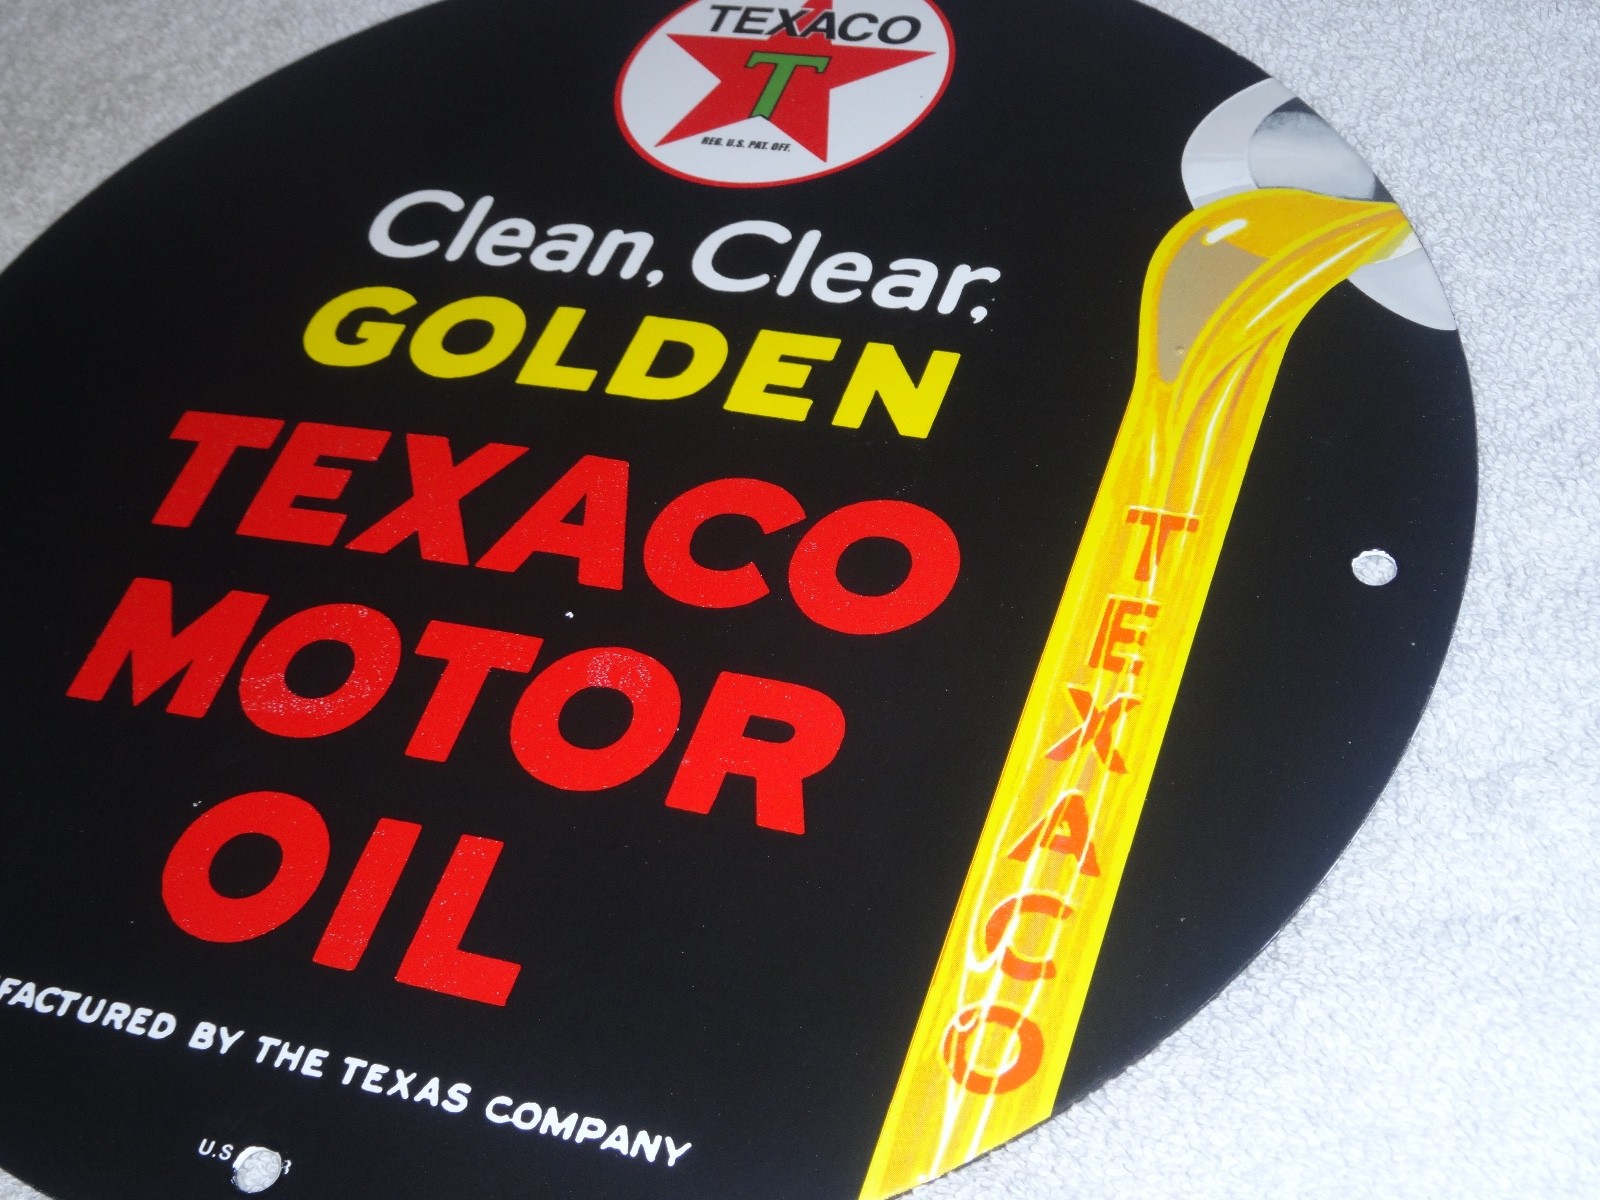 TEXACO
T
REG. U.S. PAT. OFF.
Clean, Clear,
GOLDEN
TEXACO
MOTOR
OIL
TEXACO
FACTURED BY THE TEXAS COMPANY
U.S